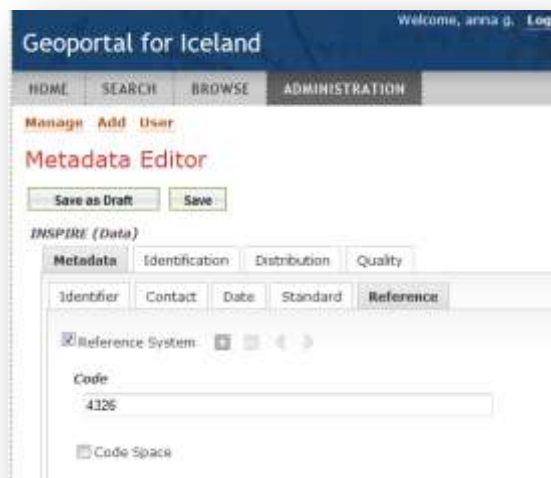 Welcome, anna g. Log
Geoportal for Iceland
HOME SEARCH BROWSE ADMINISTRATION
Manage Add User
Metadata Editor
Save as Draft Save
INSPIRE (Data)
Metadata Identification Distribution Quality
Identifier Contact Date Standard Reference
Reference System
Code
4326
Code Space